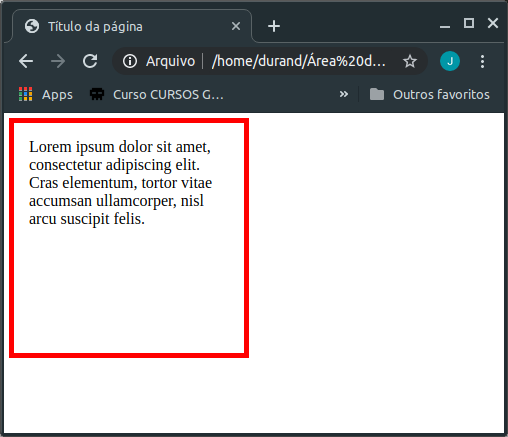 Título da página
Arquivo | /home/durand/Área%20d...
J
Apps Curso CURSOS G... » Outros favoritos
Lorem ipsum dolor sit amet,
consectetur adipiscing elit.
Cras elementum, tortor vitae
accumsan ullamcorper, nisl
arcu suscipit felis.